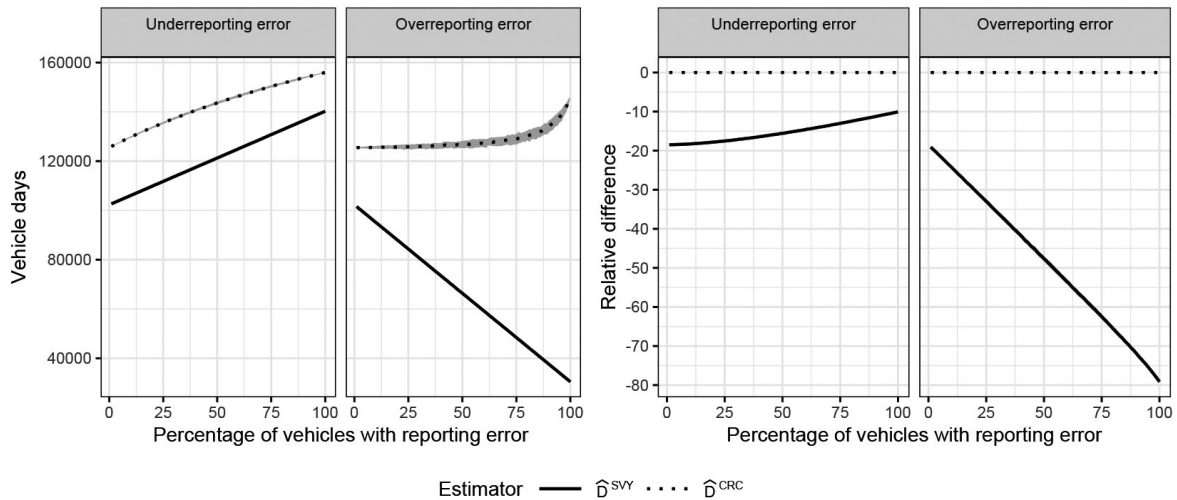 Underreporting error
Overreporting error
Underreporting error
Overreporting error
Vehicle days
160000
120000
80000
40000
0 25 50 75 100
0 25 50 75 100
Percentage of vehicles with reporting error
Relative difference
0
-10
-20
-30
-40
-50
-60
-70
-80
0 25 50 75 100
0 25 50 75 100
Percentage of vehicles with reporting error
Estimator D̂^SVY D̂^CRC